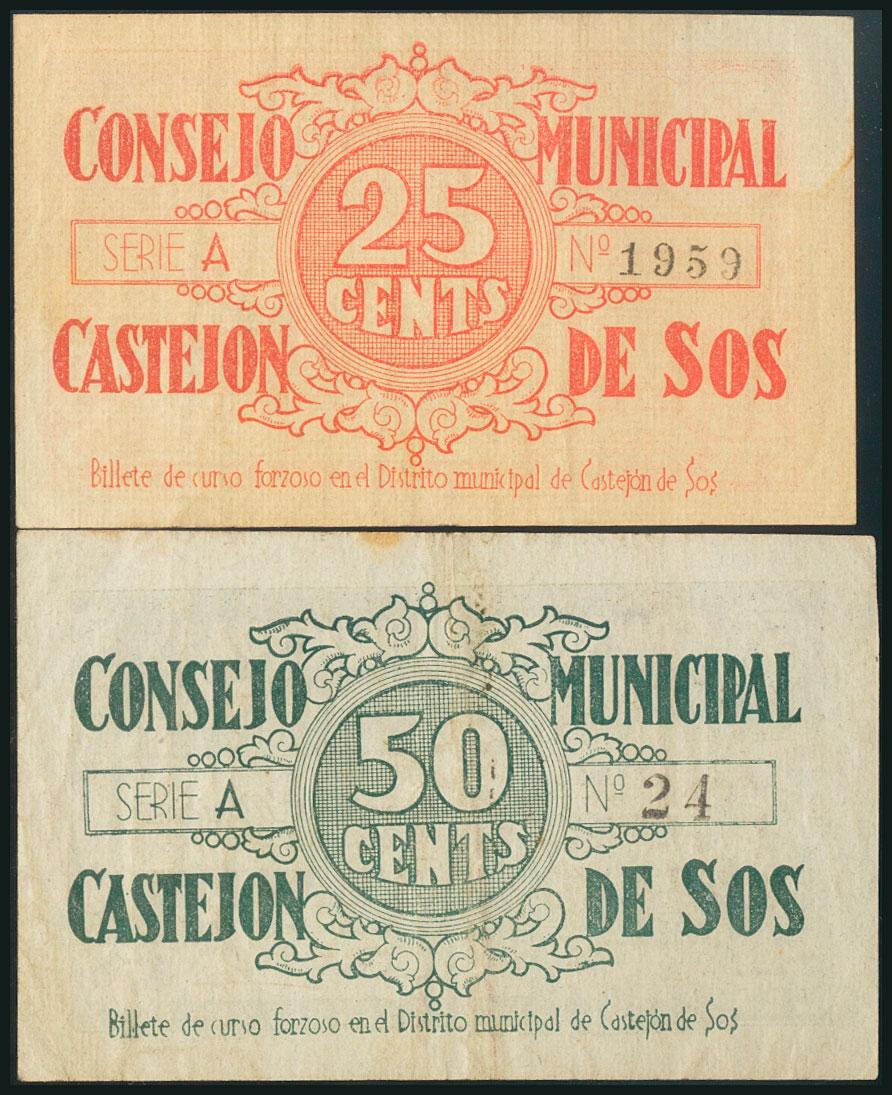 CONSEJO MUNICIPAL
25
SERIE A Nº 1959
CENTS
CASTEJON DE SOS
Billete de curso forzoso en el Distrito municipal de Castejón de Sos
CONSEJO MUNICIPAL
50
SERIE A Nº 24
CENTS
CASTEJON DE SOS
Billete de curso forzoso en el Distrito municipal de Castejón de Sos